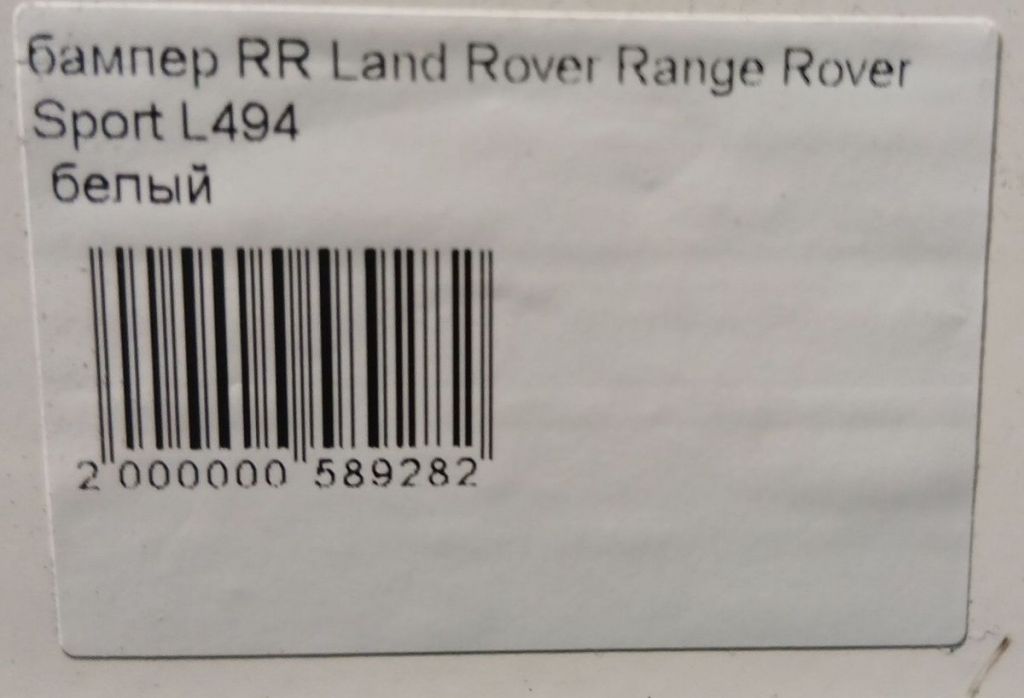 бампер RR Land Rover Range Rover
Sport L494
белый
2 000000 589282